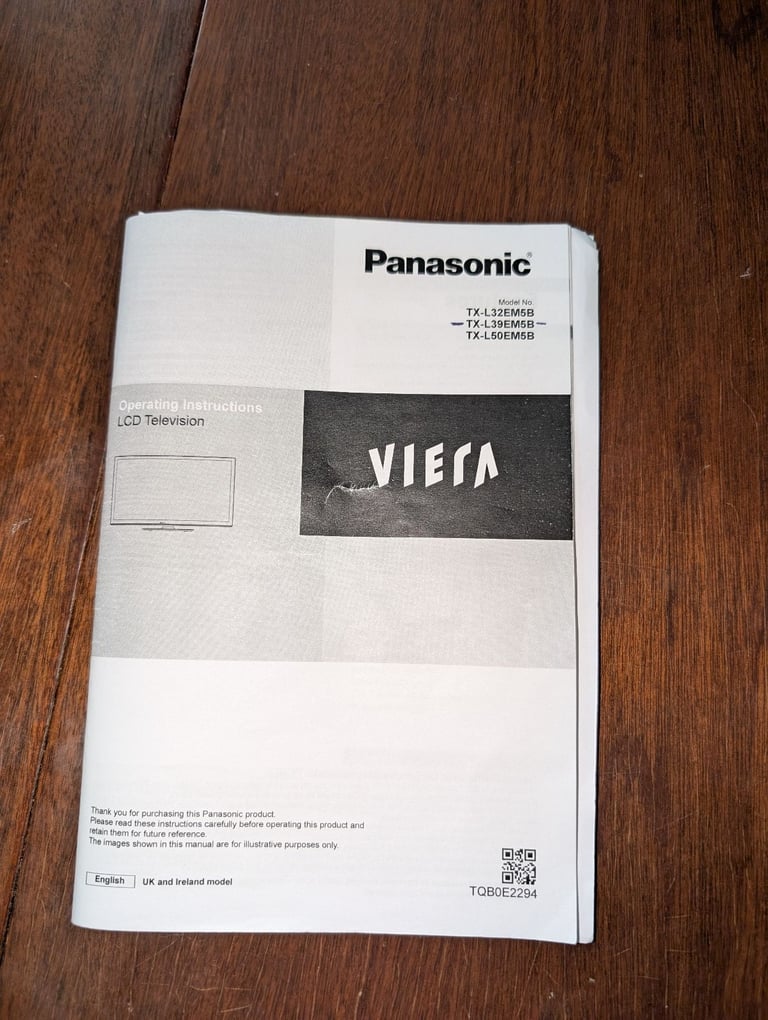 Panasonic®
Model No.
TX-L32EM5B
TX-L39EM5B
TX-L50EM5B
Operating Instructions
LCD Television
VIERA
Thank you for purchasing this Panasonic product.
Please read these instructions carefully before operating this product and
retain them for future reference.
The images shown in this manual are for illustrative purposes only.
English UK and Ireland model
TQB0E2294